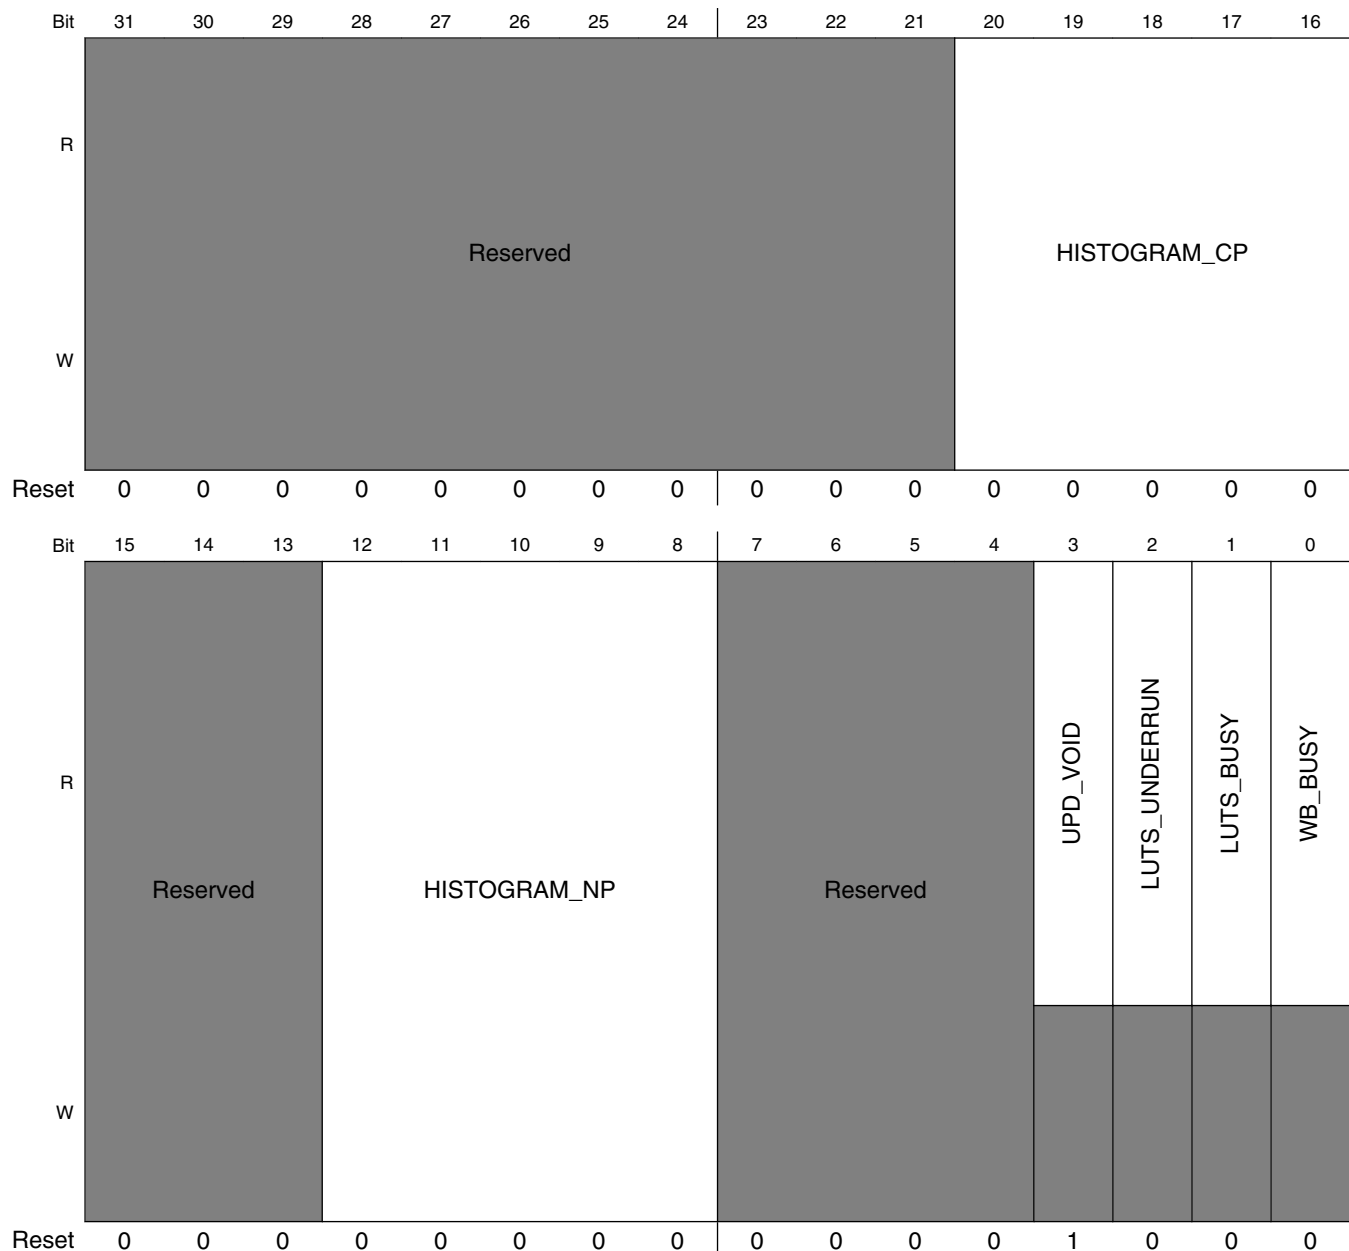 Bit 31 30 29 28 27 26 25 24 23 22 21 20 19 18 17 16
R
Reserved HISTOGRAM_CP
W
Reset 0 0 0 0 0 0 0 0 0 0 0 0 0 0 0 0
Bit 15 14 13 12 11 10 9 8 7 6 5 4 3 2 1 0
R
UPD_VOID
LUTS_UNDERRUN
LUTS_BUSY
WB_BUSY
Reserved HISTOGRAM_NP Reserved
W
Reset 0 0 0 0 0 0 0 0 0 0 0 0 1 0 0 0